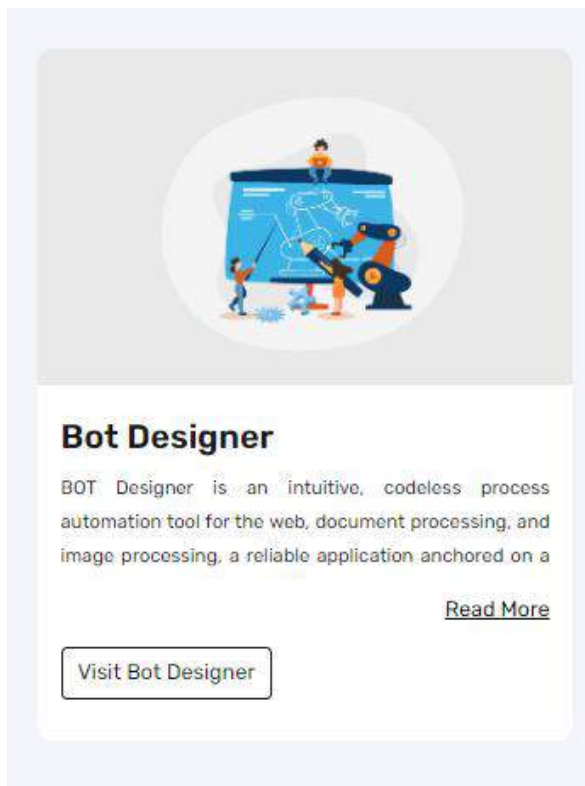 Bot Designer
BOT Designer is an intuitive, codeless process
automation tool for the web, document processing, and
image processing, a reliable application anchored on a
Read More
Visit Bot Designer